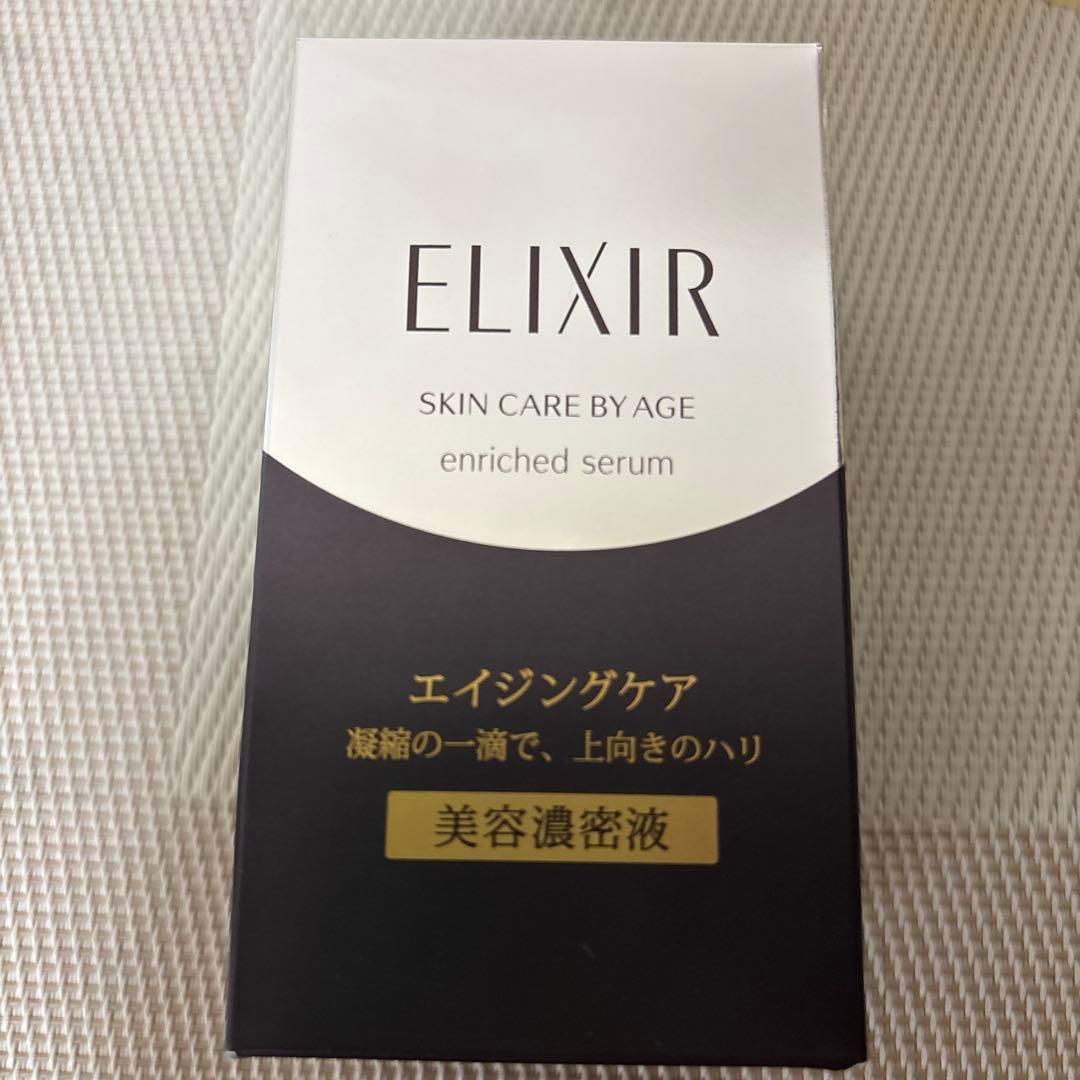 ELIXIR
SKIN CARE BY AGE
enriched serum
エイジングケア
凝縮の一滴で、上向きのハリ
美容濃密液